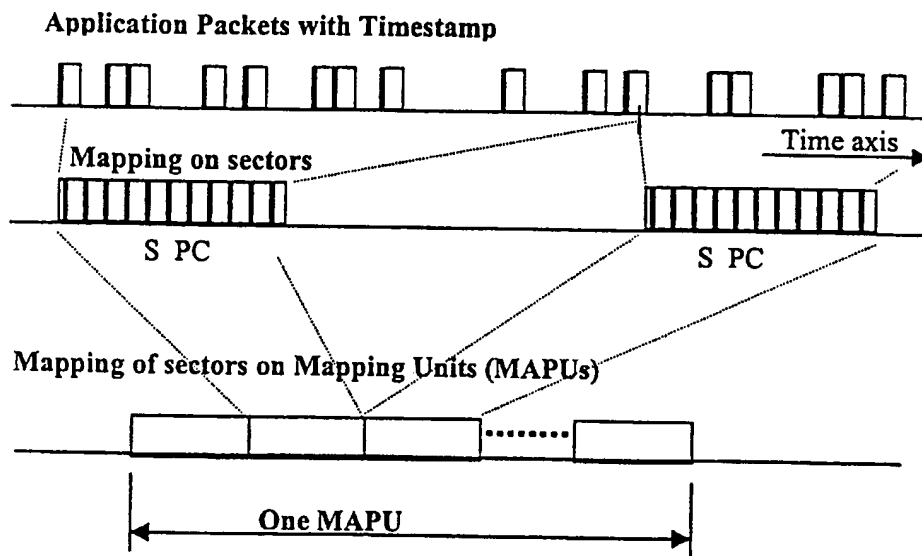 Application Packets with Timestamp
Time axis
Mapping on sectors
S PC
S PC
Mapping of sectors on Mapping Units (MAPUs)
One MAPU